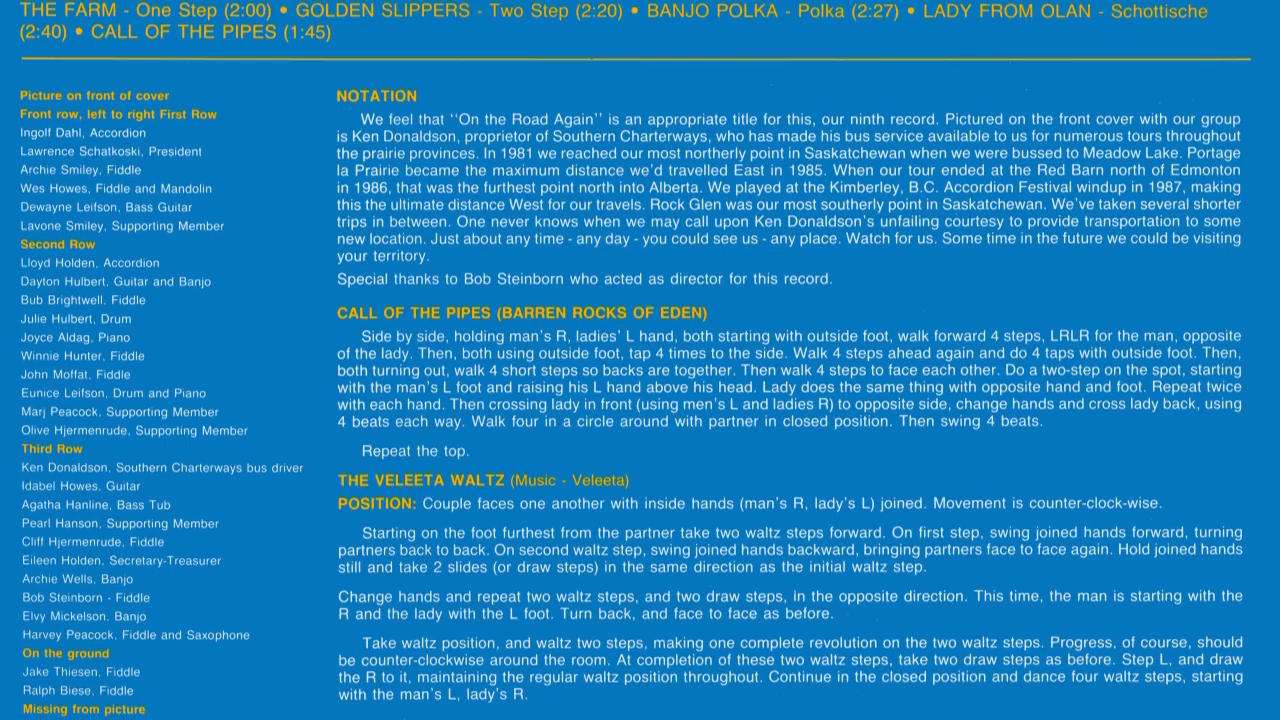 THE FARM - One Step (2:00) • GOLDEN SLIPPERS - Two Step (2:20) • BANJO POLKA - Polka (2:27) • LADY FROM OLAN - Schottische
(2:40) • CALL OF THE PIPES (1:45)
Picture on front of cover
Front row, left to right First Row
Ingolf Dahl, Accordion
Lawrence Schatkoski, President
Archie Smiley, Fiddle
Wes Howes, Fiddle and Mandolin
Dewayne Leifson, Bass Guitar
Lavone Smiley, Supporting Member
Second Row
Lloyd Holden, Accordion
Dayton Hulbert, Guitar and Banjo
Bub Brightwell, Fiddle
Julie Hulbert, Drum
Joyce Aldag, Piano
Winnie Hunter, Fiddle
John Moffat, Fiddle
Eunice Leifson, Drum and Piano
Marj Peacock, Supporting Member
Olive Hjermenrude, Supporting Member
Third Row
Ken Donaldson, Southern Charterways bus driver
Idabel Howes, Guitar
Agatha Hanline, Bass Tub
Pearl Hanson, Supporting Member
Cliff Hjermenrude, Fiddle
Eileen Holden, Secretary-Treasurer
Archie Wells, Banjo
Bob Steinborn - Fiddle
Elvy Mickelson, Banjo
Harvey Peacock, Fiddle and Saxophone
On the ground
Jake Thiesen, Fiddle
Ralph Biese, Fiddle
Missing from picture
NOTATION
We feel that ‘‘On the Road Again’’ is an appropriate title for this, our ninth record. Pictured on the front cover with our group
is Ken Donaldson, proprietor of Southern Charterways, who has made his bus service available to us for numerous tours throughout
the prairie provinces. In 1981 we reached our most northerly point in Saskatchewan when we were bussed to Meadow Lake. Portage
la Prairie became the maximum distance we’d travelled East in 1985. When our tour ended at the Red Barn north of Edmonton
in 1986, that was the furthest point north into Alberta. We played at the Kimberley, B.C. Accordion Festival windup in 1987, making
this the ultimate distance West for our travels. Rock Glen was our most southerly point in Saskatchewan. We’ve taken several shorter
trips in between. One never knows when we may call upon Ken Donaldson’s unfailing courtesy to provide transportation to some
new location. Just about any time - any day - you could see us - any place. Watch for us. Some time in the future we could be visiting
your territory.
Special thanks to Bob Steinborn who acted as director for this record.
CALL OF THE PIPES (BARREN ROCKS OF EDEN)
Side by side, holding man’s R, ladies’ L hand, both starting with outside foot, walk forward 4 steps, LRLR for the man, opposite
of the lady. Then, both using outside foot, tap 4 times to the side. Walk 4 steps ahead again and do 4 taps with outside foot. Then,
both turning out, walk 4 short steps so backs are together. Then walk 4 steps to face each other. Do a two-step on the spot, starting
with the man’s L foot and raising his L hand above his head. Lady does the same thing with opposite hand and foot. Repeat twice
with each hand. Then crossing lady in front (using men’s L and ladies R) to opposite side, change hands and cross lady back, using
4 beats each way. Walk four in a circle around with partner in closed position. Then swing 4 beats.
Repeat the top.
THE VELEETA WALTZ (Music - Veleeta)
POSITION: Couple faces one another with inside hands (man’s R, lady’s L) joined. Movement is counter-clock-wise.
Starting on the foot furthest from the partner take two waltz steps forward. On first step, swing joined hands forward, turning
partners back to back. On second waltz step, swing joined hands backward, bringing partners face to face again. Hold joined hands
still and take 2 slides (or draw steps) in the same direction as the initial waltz step.
Change hands and repeat two waltz steps, and two draw steps, in the opposite direction. This time, the man is starting with the
R and the lady with the L foot. Turn back, and face to face as before.
Take waltz position, and waltz two steps, making one complete revolution on the two waltz steps. Progress, of course, should
be counter-clockwise around the room. At completion of these two waltz steps, take two draw steps as before. Step L, and draw
the R to it, maintaining the regular waltz position throughout. Continue in the closed position and dance four waltz steps, starting
with the man’s L, lady’s R.